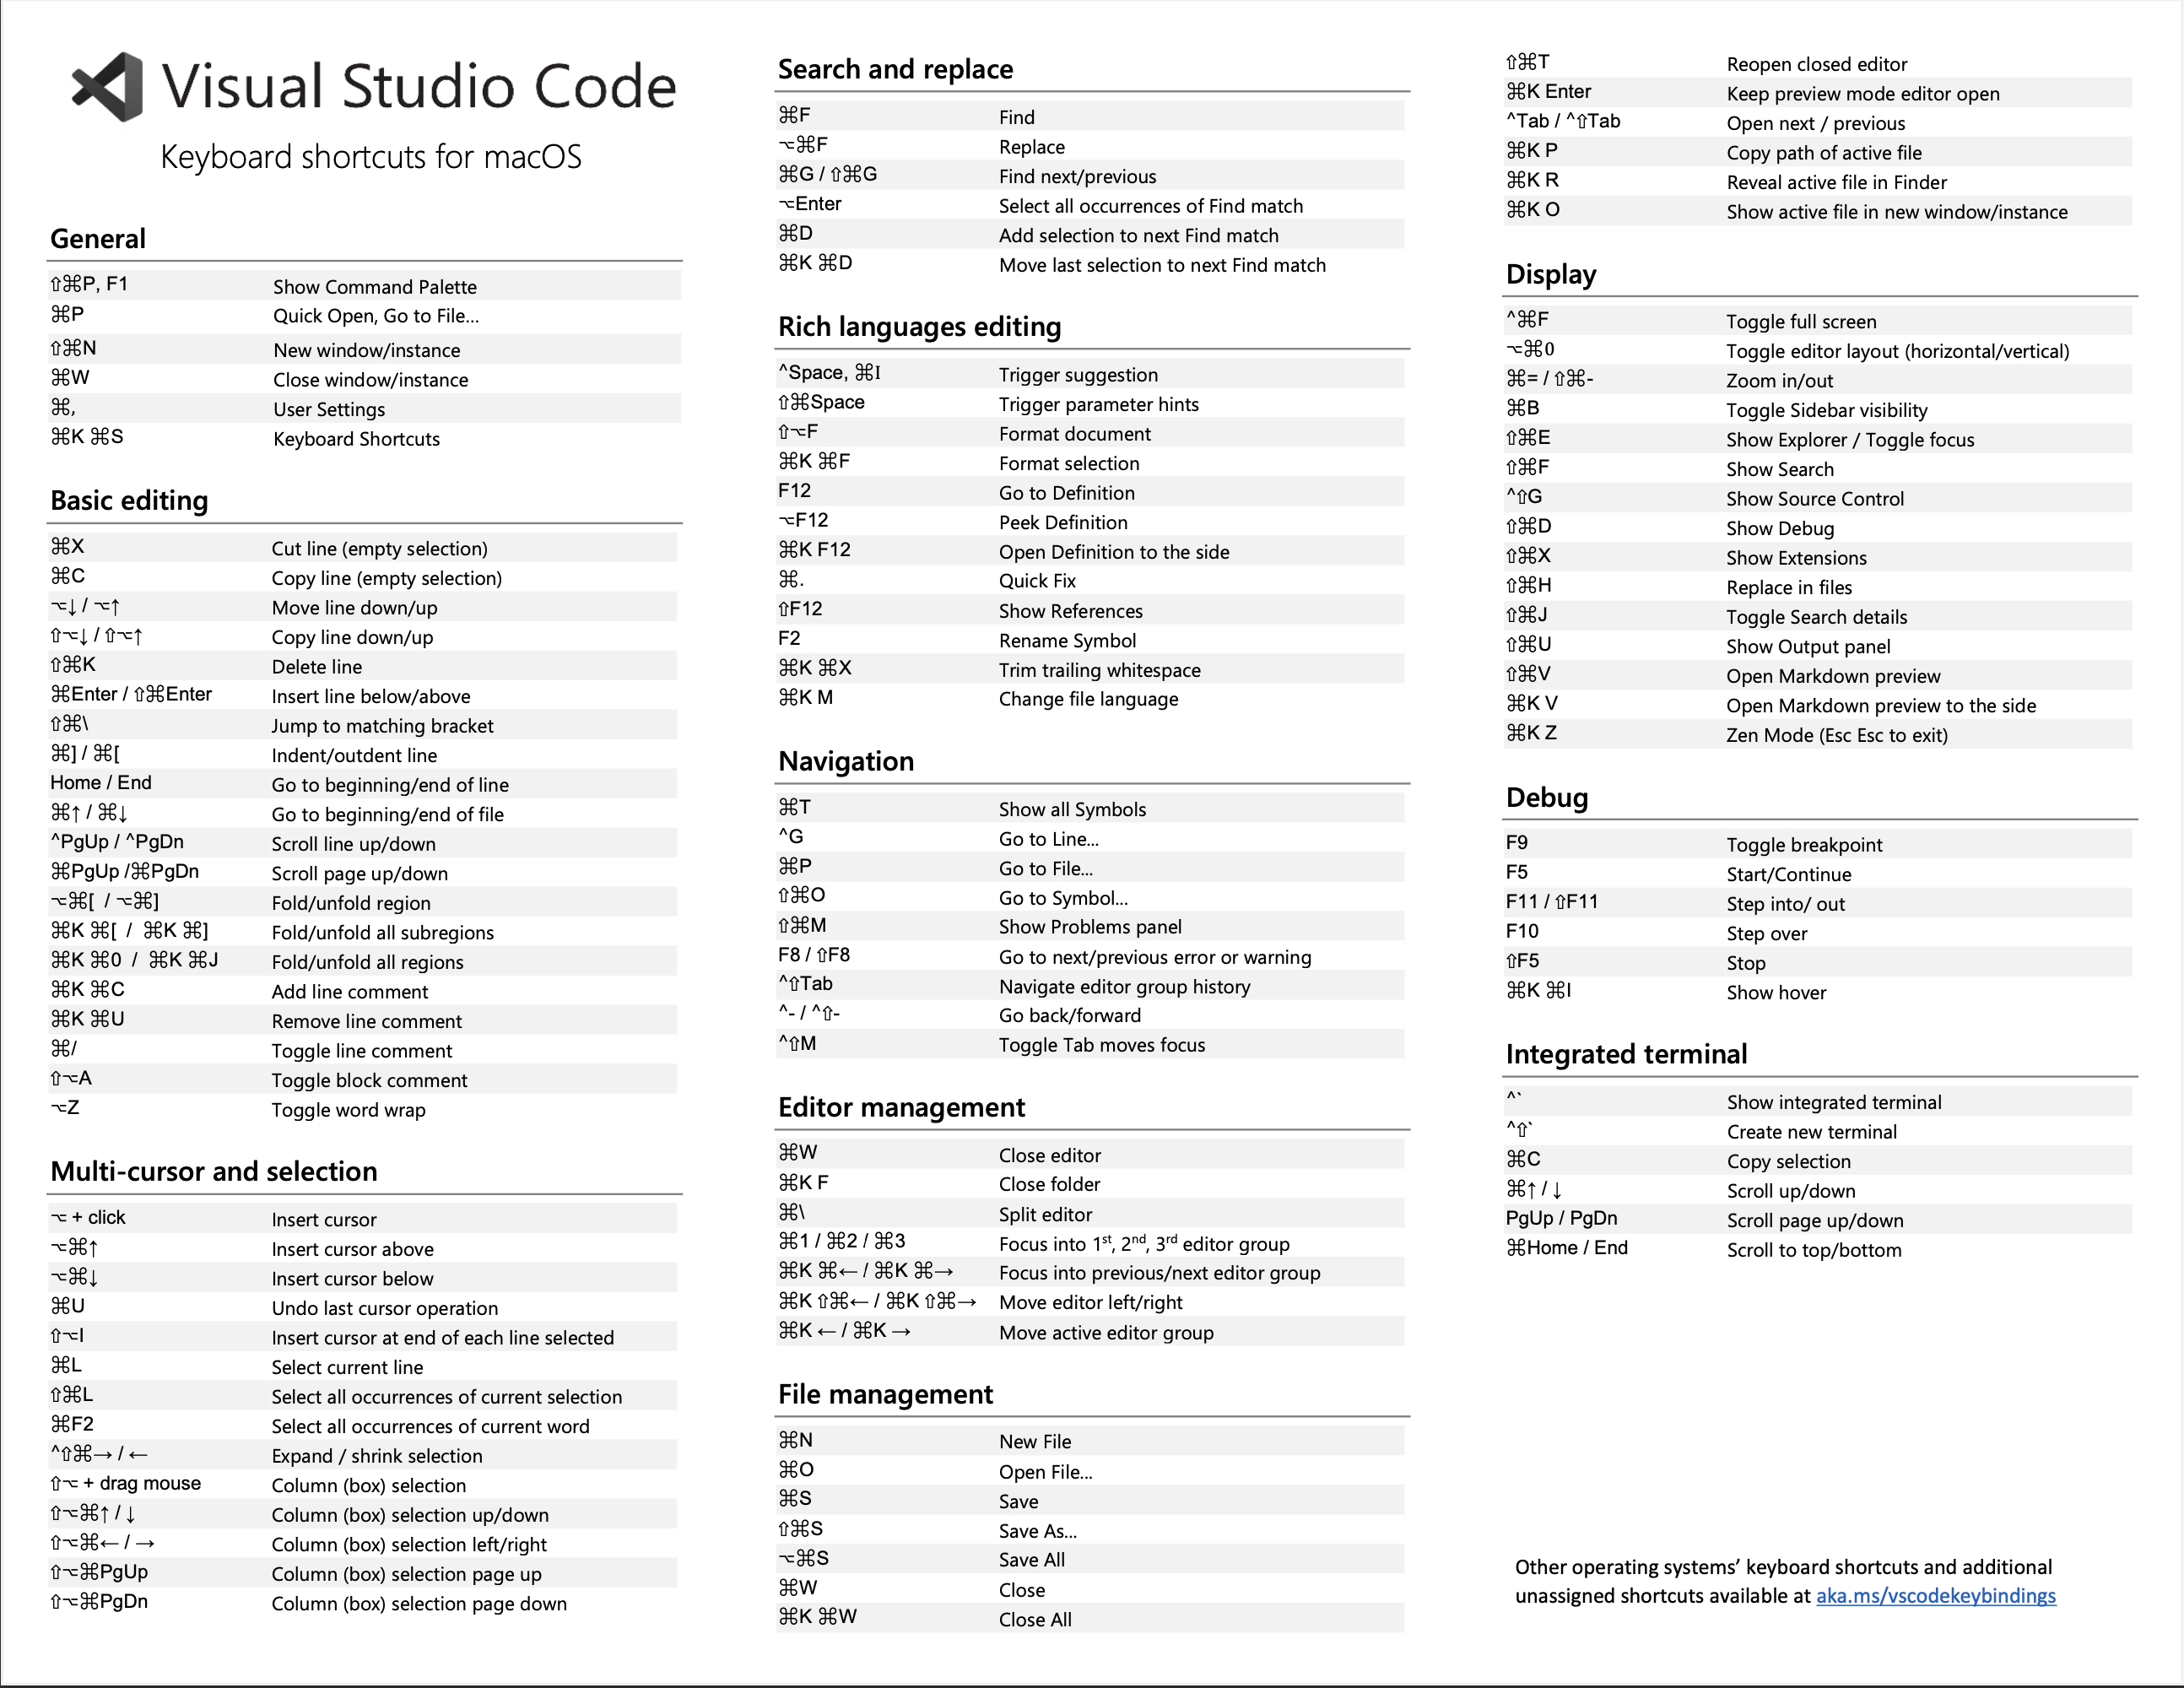 Visual Studio Code
Keyboard shortcuts for macOS
General
⇧⌘P, F1 Show Command Palette
⌘P Quick Open, Go to File...
⇧⌘N New window/instance
⌘W Close window/instance
⌘, User Settings
⌘K ⌘S Keyboard Shortcuts
Basic editing
⌘X Cut line (empty selection)
⌘C Copy line (empty selection)
⌥↓ / ⌥↑ Move line down/up
⇧⌥↓ / ⇧⌥↑ Copy line down/up
⇧⌘K Delete line
⌘Enter / ⇧⌘Enter Insert line below/above
⇧⌘\ Jump to matching bracket
⌘] / ⌘[ Indent/outdent line
Home / End Go to beginning/end of line
⌘↑ / ⌘↓ Go to beginning/end of file
^PgUp / ^PgDn Scroll line up/down
⌘PgUp /⌘PgDn Scroll page up/down
⌥⌘[ / ⌥⌘] Fold/unfold region
⌘K ⌘[ / ⌘K ⌘] Fold/unfold all subregions
⌘K ⌘0 / ⌘K ⌘J Fold/unfold all regions
⌘K ⌘C Add line comment
⌘K ⌘U Remove line comment
⌘/ Toggle line comment
⇧⌥A Toggle block comment
⌥Z Toggle word wrap
Multi-cursor and selection
⌥ + click Insert cursor
⌥⌘↑ Insert cursor above
⌥⌘↓ Insert cursor below
⌘U Undo last cursor operation
⇧⌥I Insert cursor at end of each line selected
⌘L Select current line
⇧⌘L Select all occurrences of current selection
⌘F2 Select all occurrences of current word
^⇧⌘→ / ← Expand / shrink selection
⇧⌥ + drag mouse Column (box) selection
⇧⌥⌘↑ / ↓ Column (box) selection up/down
⇧⌥⌘← / → Column (box) selection left/right
⇧⌥⌘PgUp Column (box) selection page up
⇧⌥⌘PgDn Column (box) selection page down
Search and replace
⌘F Find
⌥⌘F Replace
⌘G / ⇧⌘G Find next/previous
⌥Enter Select all occurrences of Find match
⌘D Add selection to next Find match
⌘K ⌘D Move last selection to next Find match
Rich languages editing
^Space, ⌘I Trigger suggestion
⇧⌘Space Trigger parameter hints
⇧⌥F Format document
⌘K ⌘F Format selection
F12 Go to Definition
⌥F12 Peek Definition
⌘K F12 Open Definition to the side
⌘. Quick Fix
⇧F12 Show References
F2 Rename Symbol
⌘K ⌘X Trim trailing whitespace
⌘K M Change file language
Navigation
⌘T Show all Symbols
^G Go to Line...
⌘P Go to File...
⇧⌘O Go to Symbol...
⇧⌘M Show Problems panel
F8 / ⇧F8 Go to next/previous error or warning
^⇧Tab Navigate editor group history
^- / ^⇧- Go back/forward
^⇧M Toggle Tab moves focus
Editor management
⌘W Close editor
⌘K F Close folder
⌘\ Split editor
⌘1 / ⌘2 / ⌘3 Focus into 1st, 2nd, 3rd editor group
⌘K ⌘← / ⌘K ⌘→ Focus into previous/next editor group
⌘K ⇧⌘← / ⌘K ⇧⌘→ Move editor left/right
⌘K ← / ⌘K → Move active editor group
File management
⌘N New File
⌘O Open File...
⌘S Save
⇧⌘S Save As...
⌥⌘S Save All
⌘W Close
⌘K ⌘W Close All
⇧⌘T Reopen closed editor
⌘K Enter Keep preview mode editor open
^Tab / ^⇧Tab Open next / previous
⌘K P Copy path of active file
⌘K R Reveal active file in Finder
⌘K O Show active file in new window/instance
Display
^⌘F Toggle full screen
⌥⌘0 Toggle editor layout (horizontal/vertical)
⌘= / ⇧⌘- Zoom in/out
⌘B Toggle Sidebar visibility
⇧⌘E Show Explorer / Toggle focus
⇧⌘F Show Search
^⇧G Show Source Control
⇧⌘D Show Debug
⇧⌘X Show Extensions
⇧⌘H Replace in files
⇧⌘J Toggle Search details
⇧⌘U Show Output panel
⇧⌘V Open Markdown preview
⌘K V Open Markdown preview to the side
⌘K Z Zen Mode (Esc Esc to exit)
Debug
F9 Toggle breakpoint
F5 Start/Continue
F11 / ⇧F11 Step into/ out
F10 Step over
⇧F5 Stop
⌘K ⌘I Show hover
Integrated terminal
^` Show integrated terminal
^⇧` Create new terminal
⌘C Copy selection
⌘↑ / ↓ Scroll up/down
PgUp / PgDn Scroll page up/down
⌘Home / End Scroll to top/bottom
Other operating systems’ keyboard shortcuts and additional
unassigned shortcuts available at aka.ms/vscodekeybindings